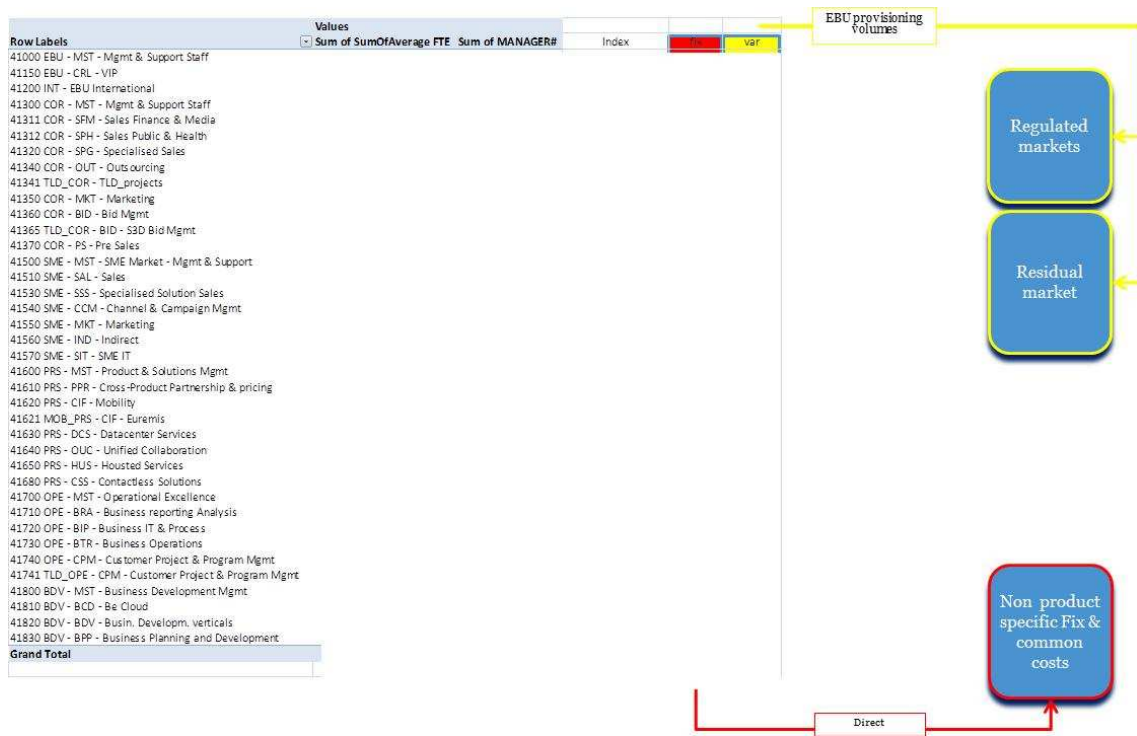 Values
Row Labels Sum of SumOfAverage FTE Sum of MANAGER# Index fix var
EBU provisioning
volumes
41000 EBU - MST - Mgmt & Support Staff
41150 EBU - CRL - VIP
41200 INT - EBU International
41300 COR - MST - Mgmt & Support Staff
41311 COR - SFM - Sales Finance & Media
41312 COR - SPH - Sales Public & Health
41320 COR - SPG - Specialised Sales
41340 COR - OUT - Outsourcing
41341 TLD_COR - TLD_projects
41350 COR - MKT - Marketing
41360 COR - BID - Bid Mgmt
41365 TLD_COR - BID - S3D Bid Mgmt
41370 COR - PS - Pre Sales
41500 SME - MST - SME Market - Mgmt & Support
41510 SME - SAL - Sales
41530 SME - SSS - Specialised Solution Sales
41540 SME - CCM - Channel & Campaign Mgmt
41550 SME - MKT - Marketing
41560 SME - IND - Indirect
41570 SME - SIT - SME IT
41600 PRS - MST - Product & Solutions Mgmt
41610 PRS - PPR - Cross-Product Partnership & pricing
41620 PRS - CIF - Mobility
41621 MOB_PRS - CIF - Euremis
41630 PRS - DCS - Datacenter Services
41640 PRS - OUC - Unified Collaboration
41650 PRS - HUS - Housted Services
41680 PRS - CSS - Contactless Solutions
41700 OPE - MST - Operational Excellence
41710 OPE - BRA - Business reporting Analysis
41720 OPE - BIP - Business IT & Process
41730 OPE - BTR - Business Operations
41740 OPE - CPM - Customer Project & Program Mgmt
41741 TLD_OPE - CPM - Customer Project & Program Mgmt
41800 BDV - MST - Business Development Mgmt
41810 BDV - BCD - Be Cloud
41820 BDV - BDV - Busin. Developm. verticals
41830 BDV - BPP - Business Planning and Development
Grand Total
Regulated
markets
Residual
market
Non product
specific Fix &
common
costs
Direct